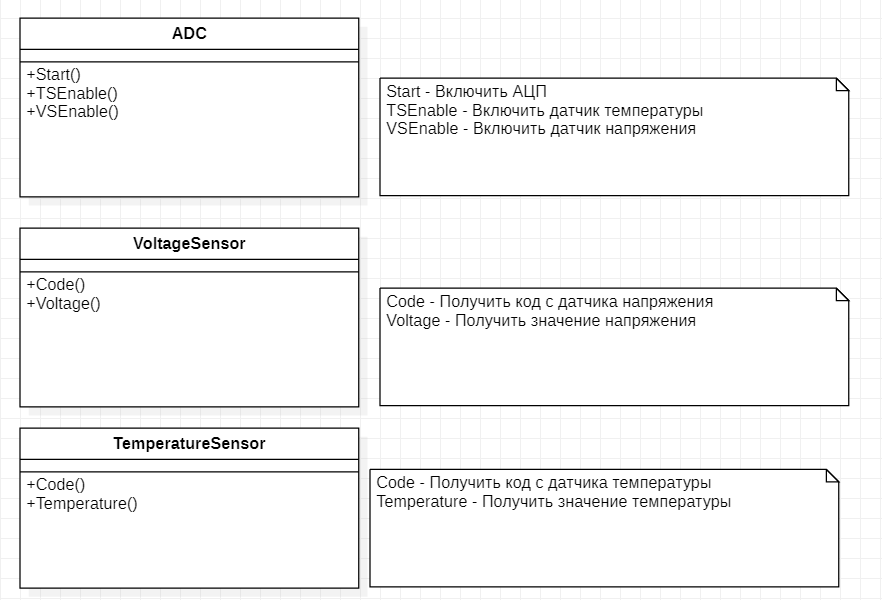 ADC
+Start()
+TSEnable()
+VSEnable()
Start - Включить АЦП
TSEnable - Включить датчик температуры
VSEnable - Включить датчик напряжения
VoltageSensor
+Code()
+Voltage()
Code - Получить код с датчика напряжения
Voltage - Получить значение напряжения
TemperatureSensor
+Code()
+Temperature()
Code - Получить код с датчика температуры
Temperature - Получить значение температуры